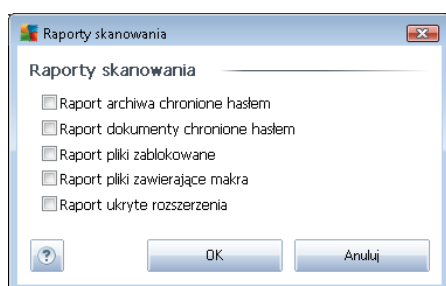 Raporty skanowania
Raporty skanowania
Raport archiwa chronione hasłem
Raport dokumenty chronione hasłem
Raport pliki zablokowane
Raport pliki zawierające makra
Raport ukryte rozszerzenia
? OK Anuluj